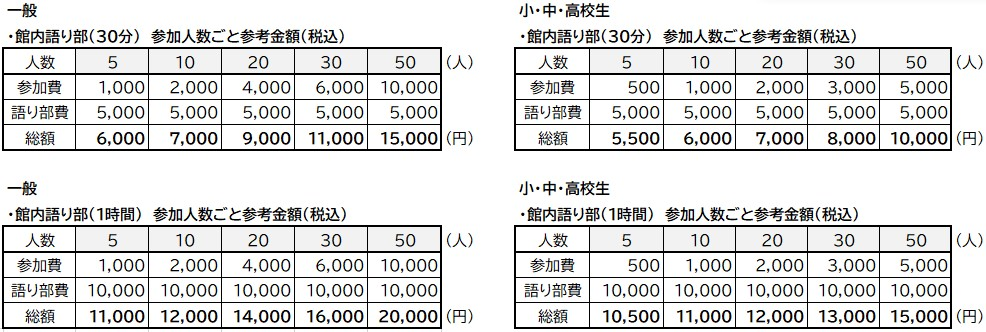 一般
・館内語り部（30分）　参加人数ごと参考金額（税込）
人数 5 10 20 30 50 （人）
参加費 1,000 2,000 4,000 6,000 10,000
語り部費 5,000 5,000 5,000 5,000 5,000
総額 6,000 7,000 9,000 11,000 15,000 （円）
小・中・高校生
・館内語り部（30分）　参加人数ごと参考金額（税込）
人数 5 10 20 30 50 （人）
参加費 500 1,000 2,000 3,000 5,000
語り部費 5,000 5,000 5,000 5,000 5,000
総額 5,500 6,000 7,000 8,000 10,000 （円）
一般
・館内語り部（1時間）　参加人数ごと参考金額（税込）
人数 5 10 20 30 50 （人）
参加費 1,000 2,000 4,000 6,000 10,000
語り部費 10,000 10,000 10,000 10,000 10,000
総額 11,000 12,000 14,000 16,000 20,000 （円）
小・中・高校生
・館内語り部（1時間）　参加人数ごと参考金額（税込）
人数 5 10 20 30 50 （人）
参加費 500 1,000 2,000 3,000 5,000
語り部費 10,000 10,000 10,000 10,000 10,000
総額 10,500 11,000 12,000 13,000 15,000 （円）